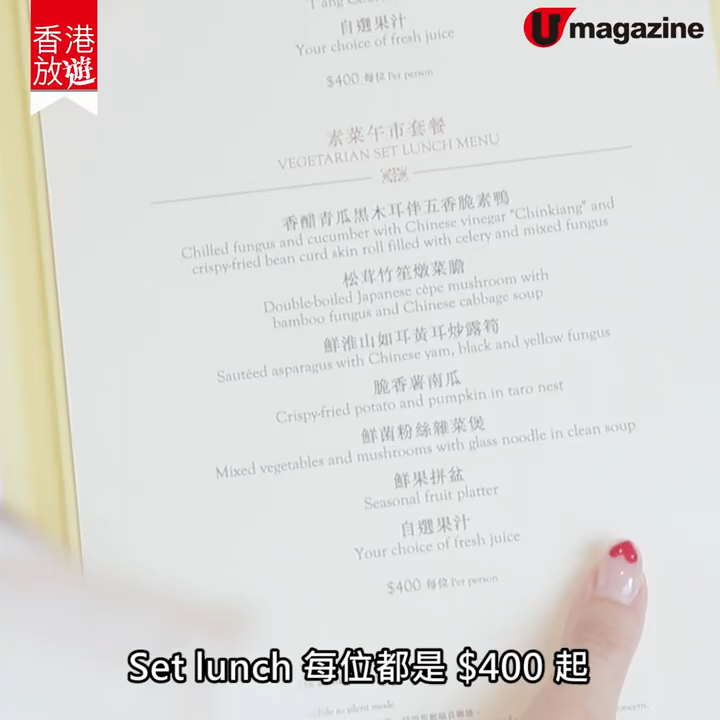 香港
放遊
U magazine
T'ang Court
自選果汁
Your choice of fresh juice
$400 每位 Per person
素菜午市套餐
VEGETARIAN SET LUNCH MENU
香醋青瓜黑木耳伴五香脆素鴨
Chilled fungus and cucumber with Chinese vinegar "Chinkiang" and
crispy-fried bean curd skin roll filled with celery and mixed fungus
松茸竹笙燉菜膽
Double-boiled Japanese cèpe mushroom with
bamboo fungus and Chinese cabbage soup
鮮淮山如耳黃耳炒露筍
Sautéed asparagus with Chinese yam, black and yellow fungus
脆香薯南瓜
Crispy-fried potato and pumpkin in taro nest
鮮菌粉絲雜菜煲
Mixed vegetables and mushrooms with glass noodle in clean soup
鮮果拼盆
Seasonal fruit platter
自選果汁
Your choice of fresh juice
$400 每位 Per person
Set lunch 每位都是 $400 起
to silent mode